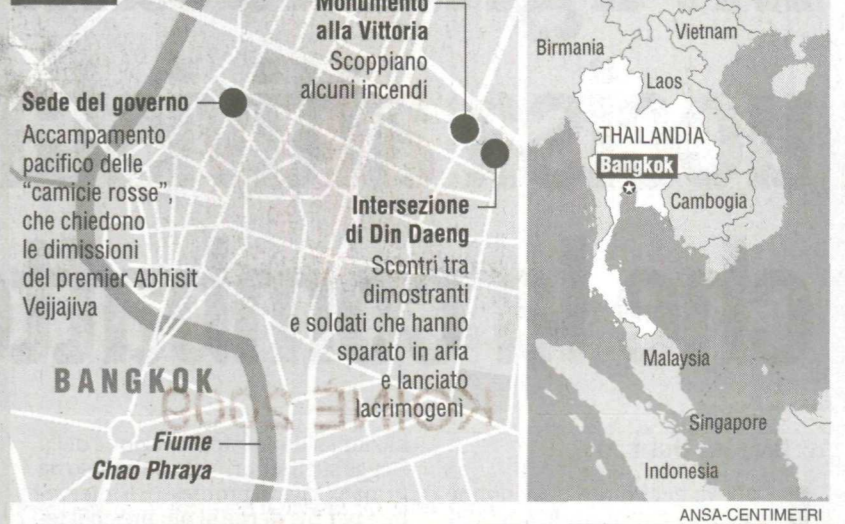 Monumento
alla Vittoria
Scoppiano
alcuni incendi
Sede del governo
Accampamento
pacifico delle
"camicie rosse",
che chiedono
le dimissioni
del premier Abhisit
Vejjajiva
Intersezione
di Din Daeng
Scontri tra
dimostranti
e soldati che hanno
sparato in aria
e lanciato
lacrimogeni
BANGKOK
Fiume
Chao Phraya
Birmania
Vietnam
Laos
THAILANDIA
Bangkok
Cambogia
Malaysia
Singapore
Indonesia
ANSA-CENTIMETRI